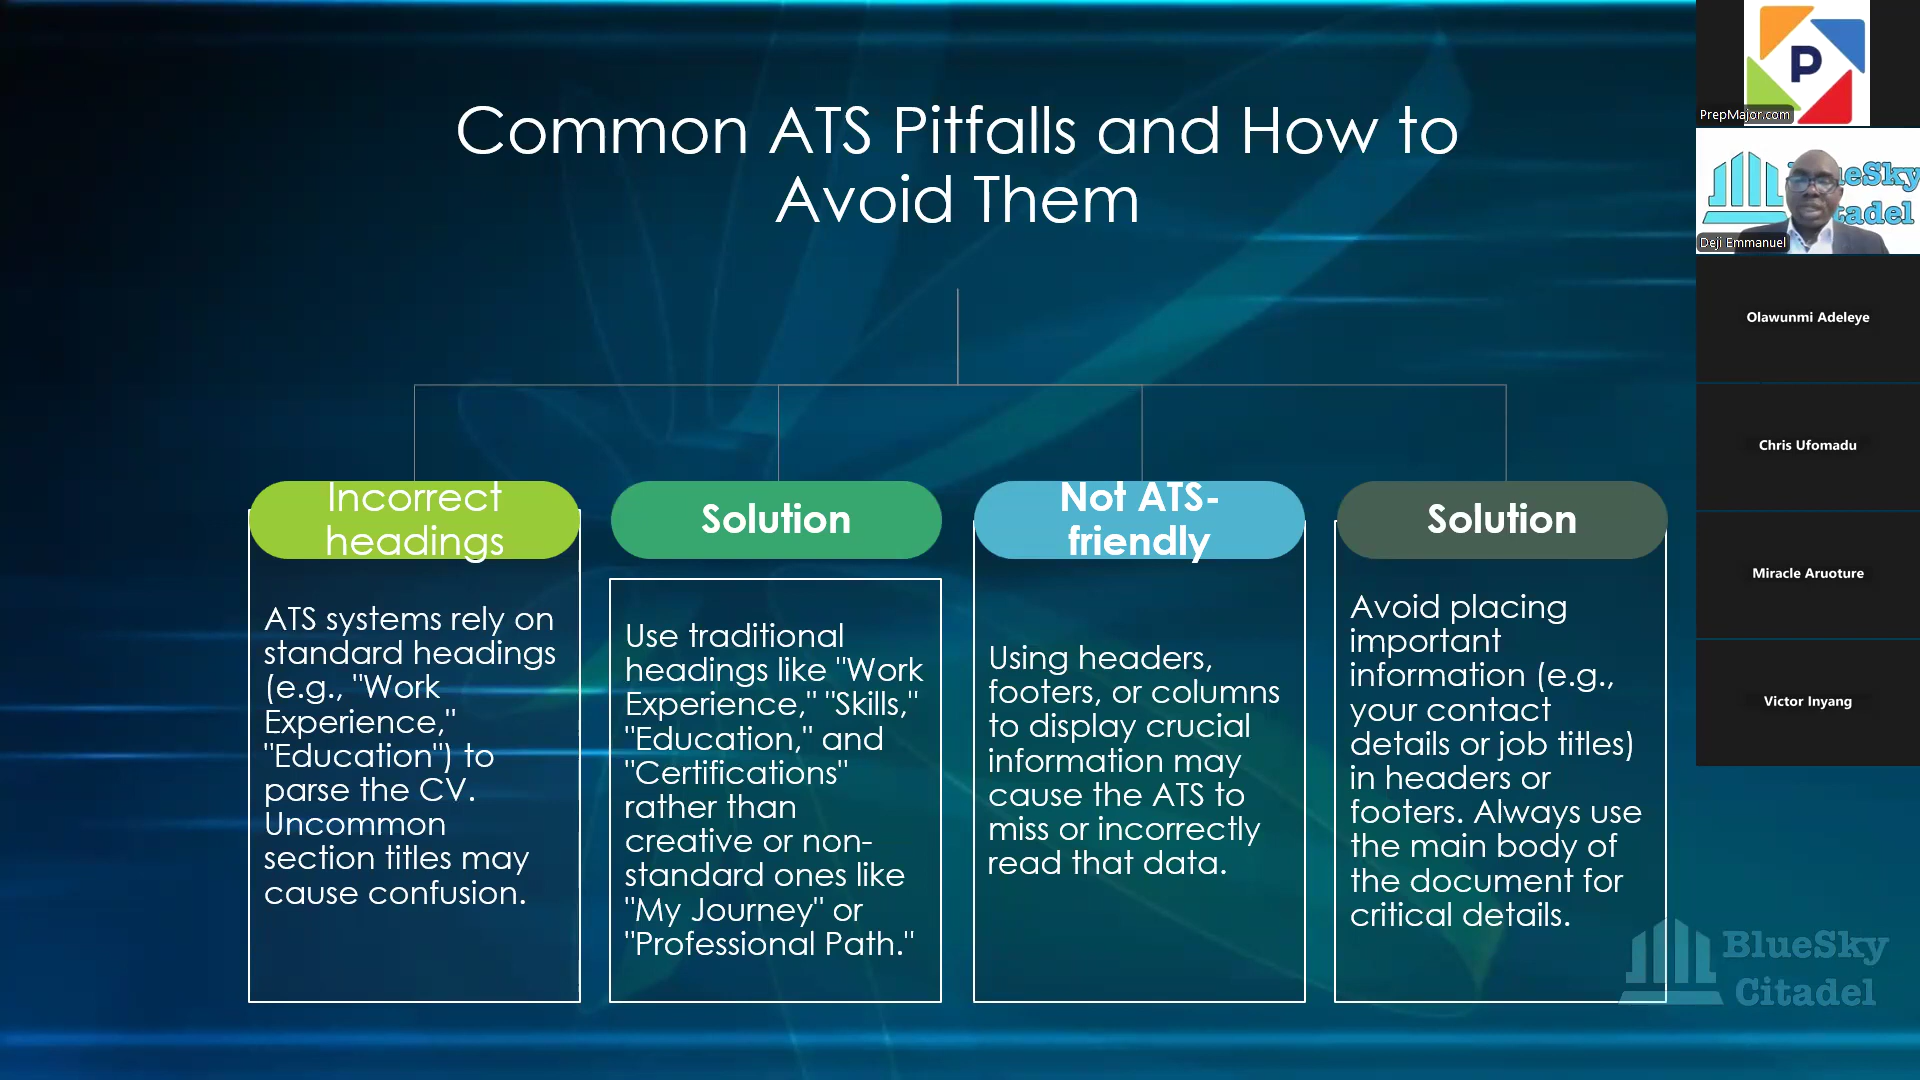 Common ATS Pitfalls and How to
Avoid Them
Incorrect
headings
ATS systems rely on
standard headings
(e.g., "Work
Experience,"
"Education") to
parse the CV.
Uncommon
section titles may
cause confusion.
Solution
Use traditional
headings like "Work
Experience," "Skills,"
"Education," and
"Certifications"
rather than
creative or non-
standard ones like
"My Journey" or
"Professional Path."
Not ATS-
friendly
Using headers,
footers, or columns
to display crucial
information may
cause the ATS to
miss or incorrectly
read that data.
Solution
Avoid placing
important
information (e.g.,
your contact
details or job titles)
in headers or
footers. Always use
the main body of
the document for
critical details.
BlueSky
Citadel
P
PrepMajor.com
eSky
tadel
Deji Emmanuel
Olawunmi Adeleye
Chris Ufomadu
Miracle Aruoture
Victor Inyang